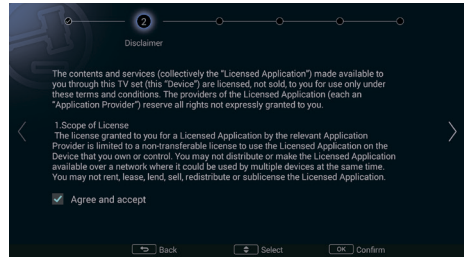 2
Disclaimer
The contents and services (collectively the "Licensed Application") made available to
you through this TV set (this "Device") are licensed, not sold, to you for use only under
these terms and conditions. The providers of the Licensed Application (each an
"Application Provider") reserve all rights not expressly granted to you.
1.Scope of License
The license granted to you for a Licensed Application by the relevant Application
Provider is limited to a non-transferable license to use the Licensed Application on the
Device that you own or control. You may not distribute or make the Licensed Application
available over a network where it could be used by multiple devices at the same time.
You may not rent, lease, lend, sell, redistribute or sublicense the Licensed Application.
Agree and accept
Back Select OK Confirm